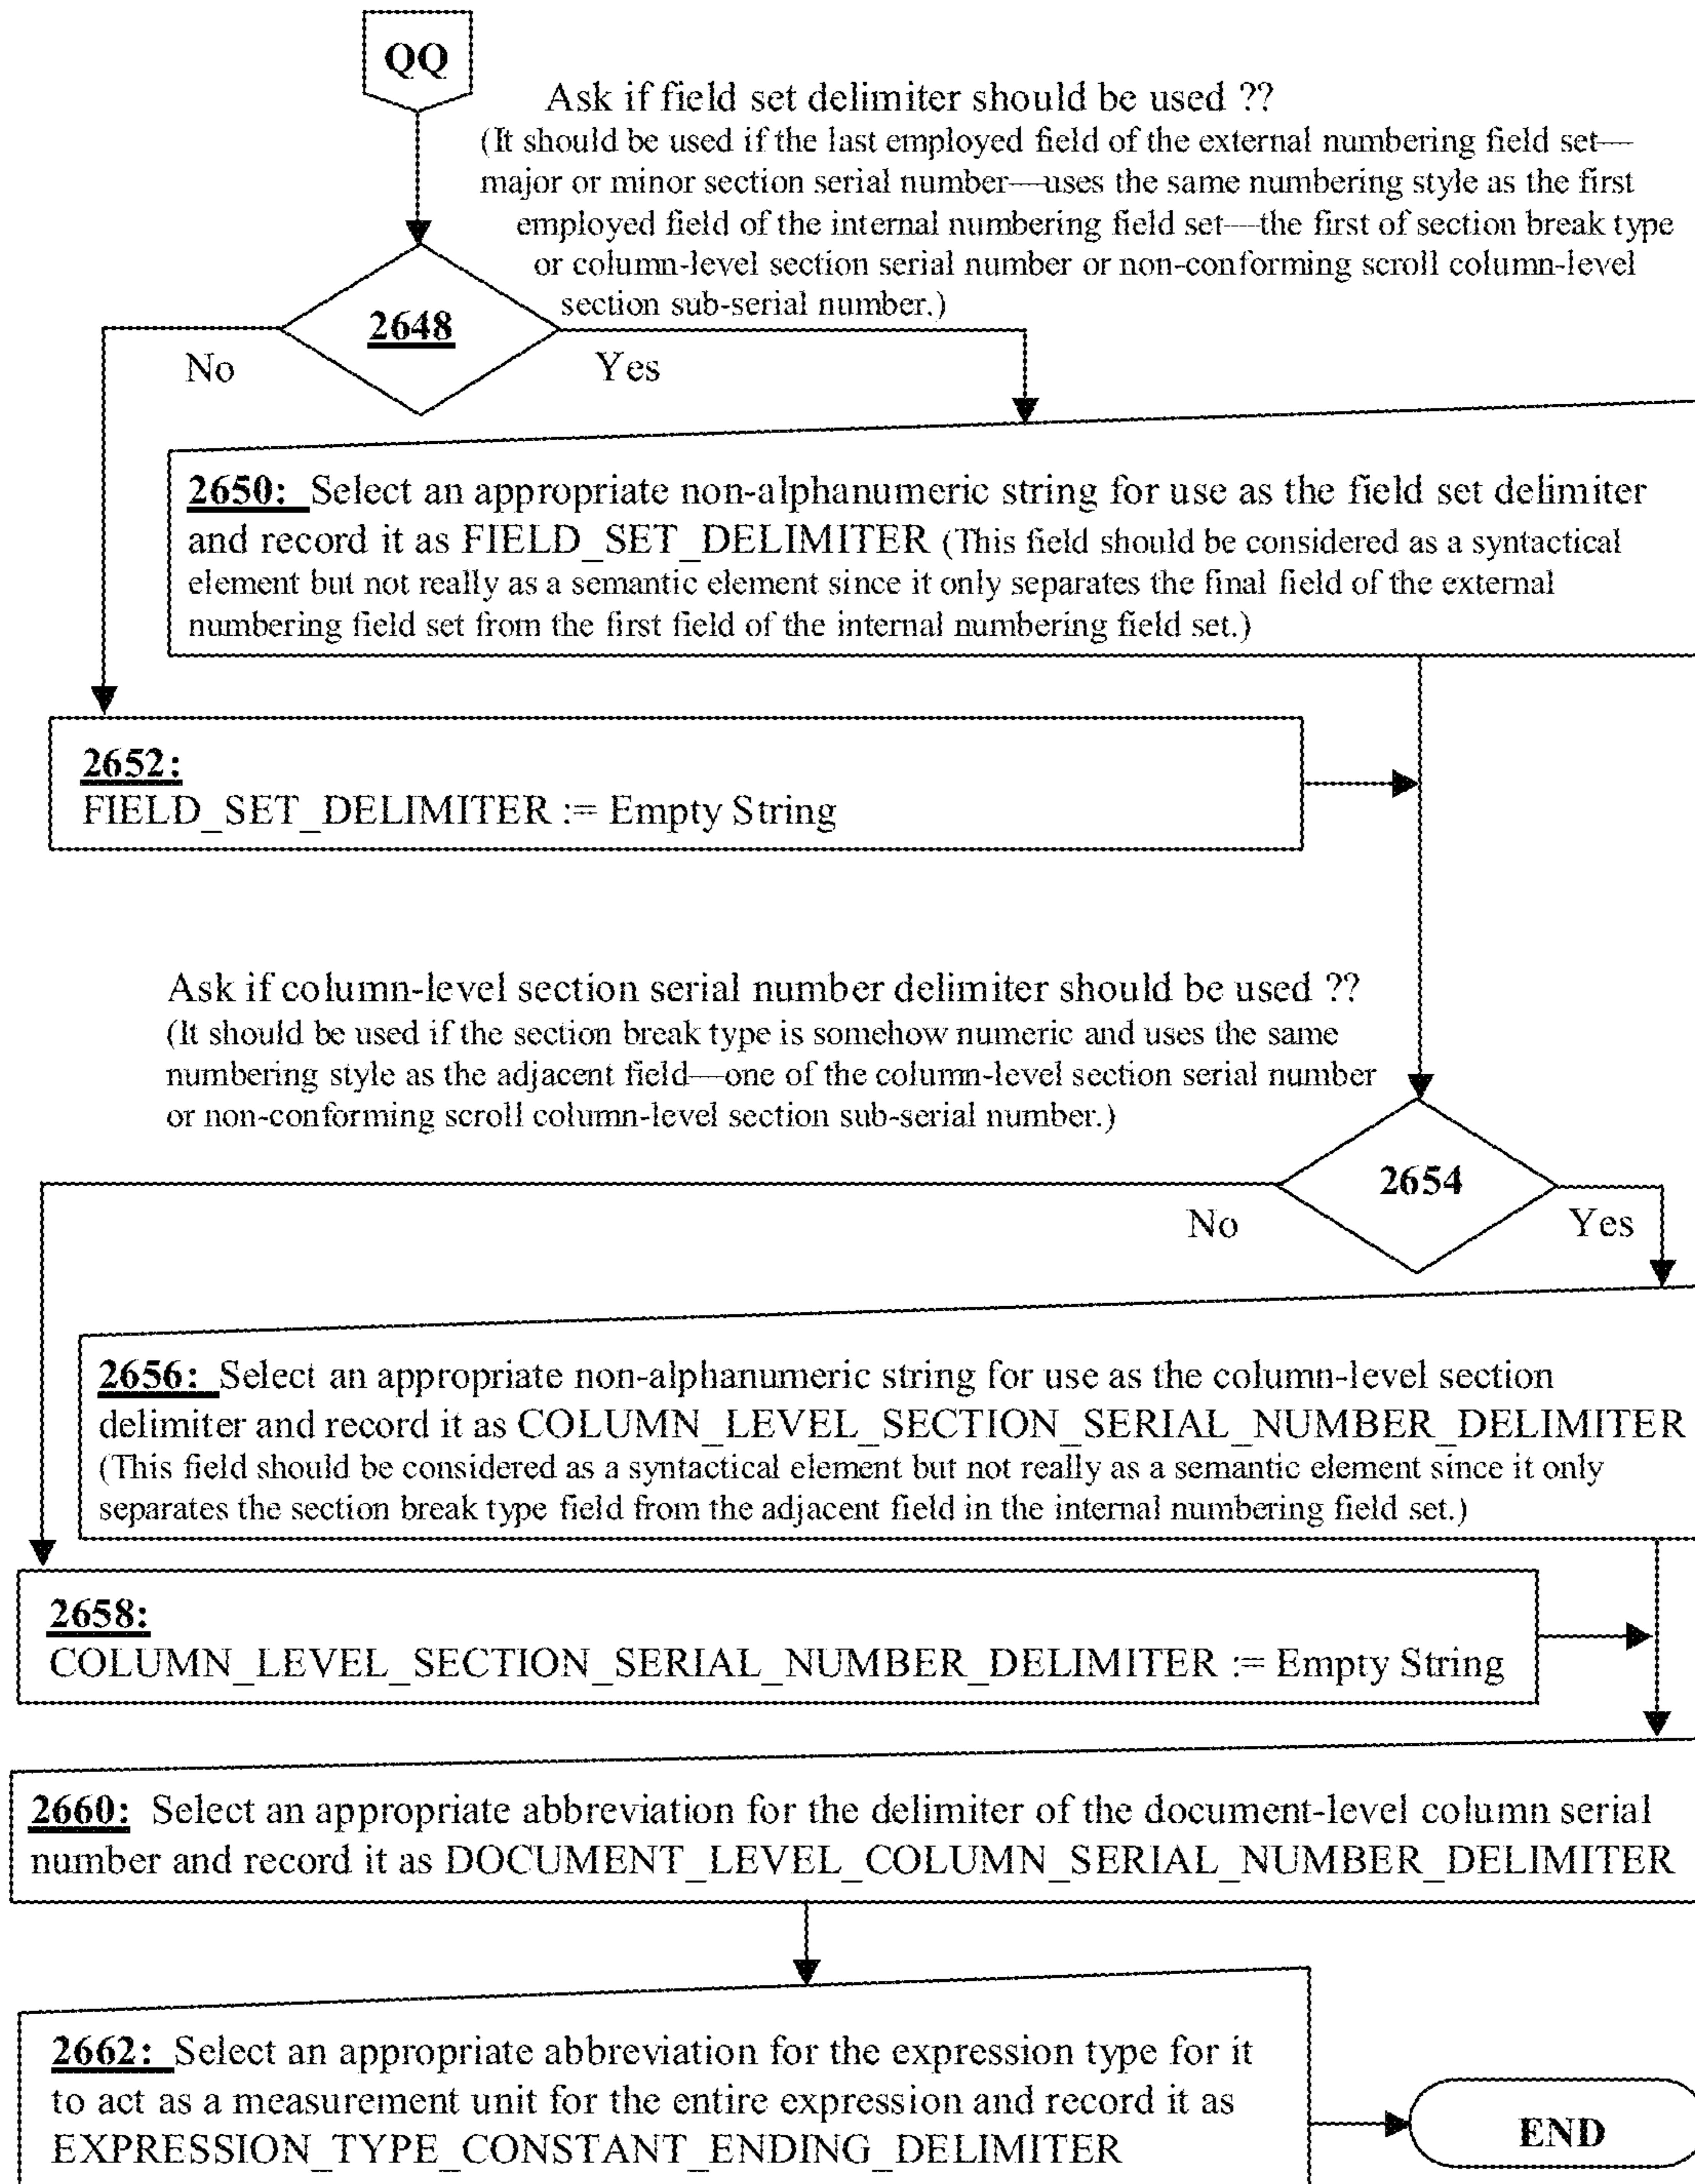 QQ
Ask if field set delimiter should be used ??
(It should be used if the last employed field of the external numbering field set—
major or minor section serial number—uses the same numbering style as the first
employed field of the internal numbering field set—the first of section break type
or column-level section serial number or non-conforming scroll column-level
section sub-serial number.)
2648
No
Yes
2650: Select an appropriate non-alphanumeric string for use as the field set delimiter
and record it as FIELD_SET_DELIMITER (This field should be considered as a syntactical
element but not really as a semantic element since it only separates the final field of the external
numbering field set from the first field of the internal numbering field set.)
2652:
FIELD_SET_DELIMITER := Empty String
Ask if column-level section serial number delimiter should be used ??
(It should be used if the section break type is somehow numeric and uses the same
numbering style as the adjacent field—one of the column-level section serial number
or non-conforming scroll column-level section sub-serial number.)
2654
No
Yes
2656: Select an appropriate non-alphanumeric string for use as the column-level section
delimiter and record it as COLUMN_LEVEL_SECTION_SERIAL_NUMBER_DELIMITER
(This field should be considered as a syntactical element but not really as a semantic element since it only
separates the section break type field from the adjacent field in the internal numbering field set.)
2658:
COLUMN_LEVEL_SECTION_SERIAL_NUMBER_DELIMITER := Empty String
2660: Select an appropriate abbreviation for the delimiter of the document-level column serial
number and record it as DOCUMENT_LEVEL_COLUMN_SERIAL_NUMBER_DELIMITER
2662: Select an appropriate abbreviation for the expression type for it
to act as a measurement unit for the entire expression and record it as
EXPRESSION_TYPE_CONSTANT_ENDING_DELIMITER
END